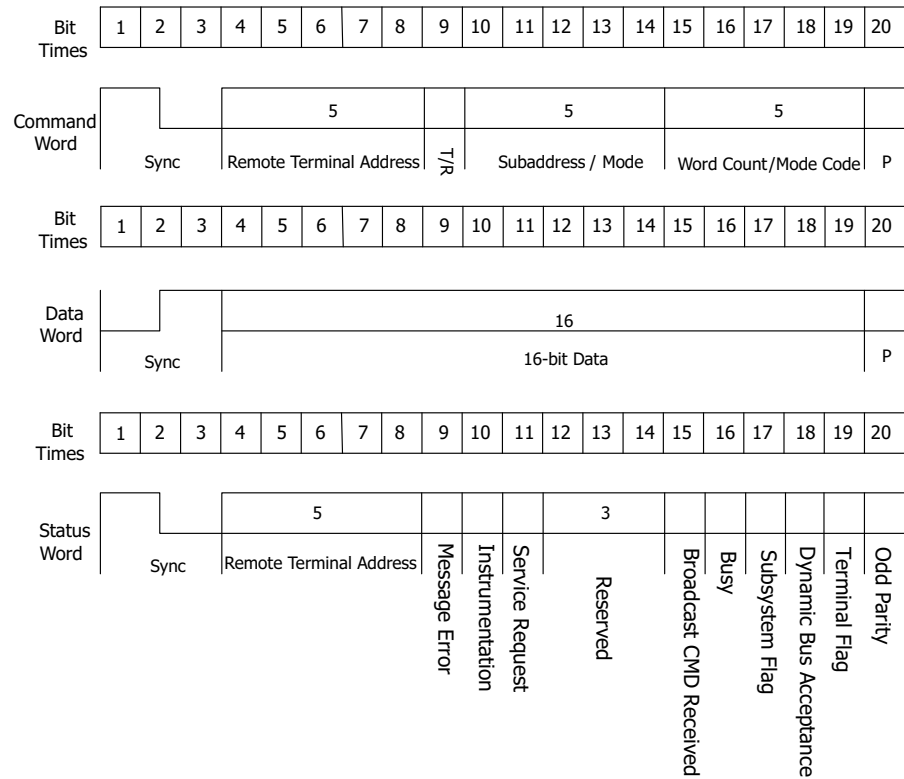 Bit
Times
1 2 3 4 5 6 7 8 9 10 11 12 13 14 15 16 17 18 19 20
Command
Word
5 5 5
Sync Remote Terminal Address T/R Subaddress / Mode Word Count/Mode Code P
Bit
Times
1 2 3 4 5 6 7 8 9 10 11 12 13 14 15 16 17 18 19 20
Data
Word
16
Sync 16-bit Data P
Bit
Times
1 2 3 4 5 6 7 8 9 10 11 12 13 14 15 16 17 18 19 20
Status
Word
5 3
Sync Remote Terminal Address
Message Error
Instrumentation
Service Request
Reserved
Broadcast CMD Received
Busy
Subsystem Flag
Dynamic Bus Acceptance
Terminal Flag
Odd Parity